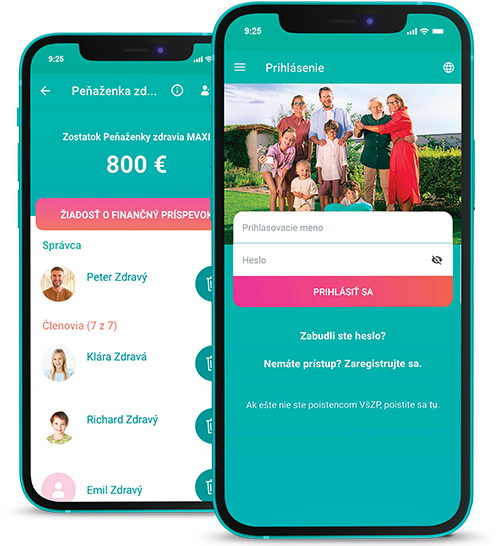 9:25
Peňaženka zd...
Zostatok Peňaženky zdravia MAXI
800 €
ŽIADOSŤ O FINANČNÝ PRÍSPEVOK
Správca
Peter Zdravý
Členovia (7 z 7)
Klára Zdravá
Richard Zdravý
Emil Zdravý
9:25
Prihlásenie
Prihlasovacie meno
Heslo
PRIHLÁSIŤ SA
Zabudli ste heslo?
Nemáte prístup? Zaregistrujte sa.
Ak ešte nie ste poistencom VšZP, poistite sa tu.